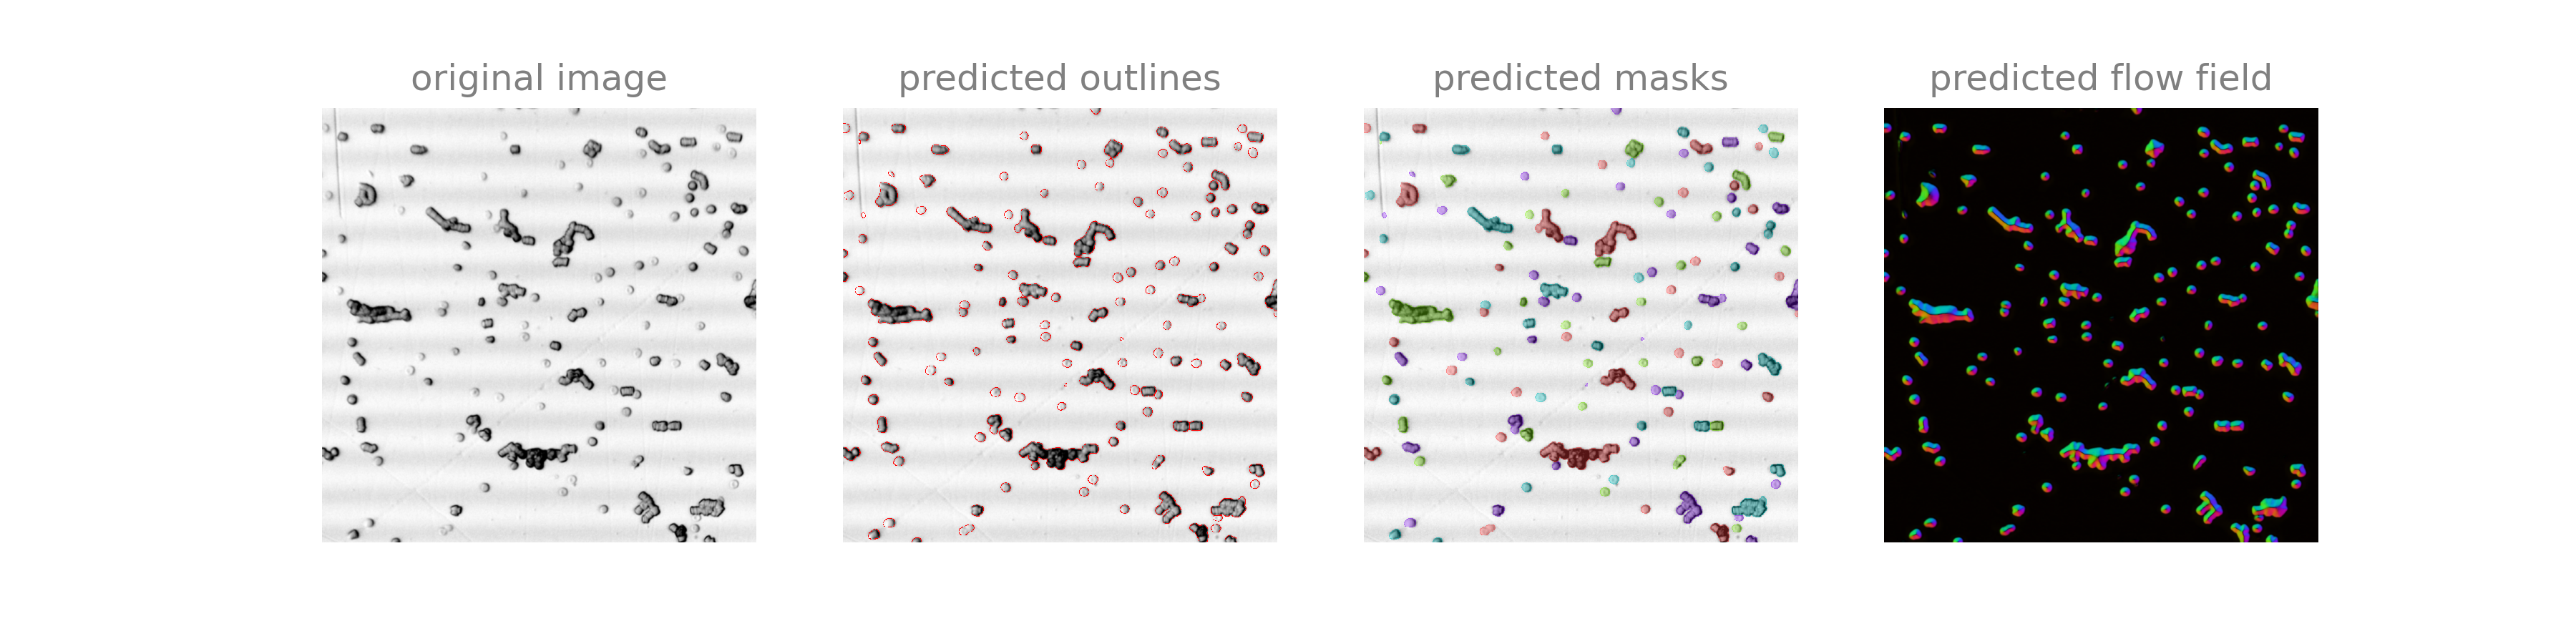 original image
predicted outlines
predicted masks
predicted flow field